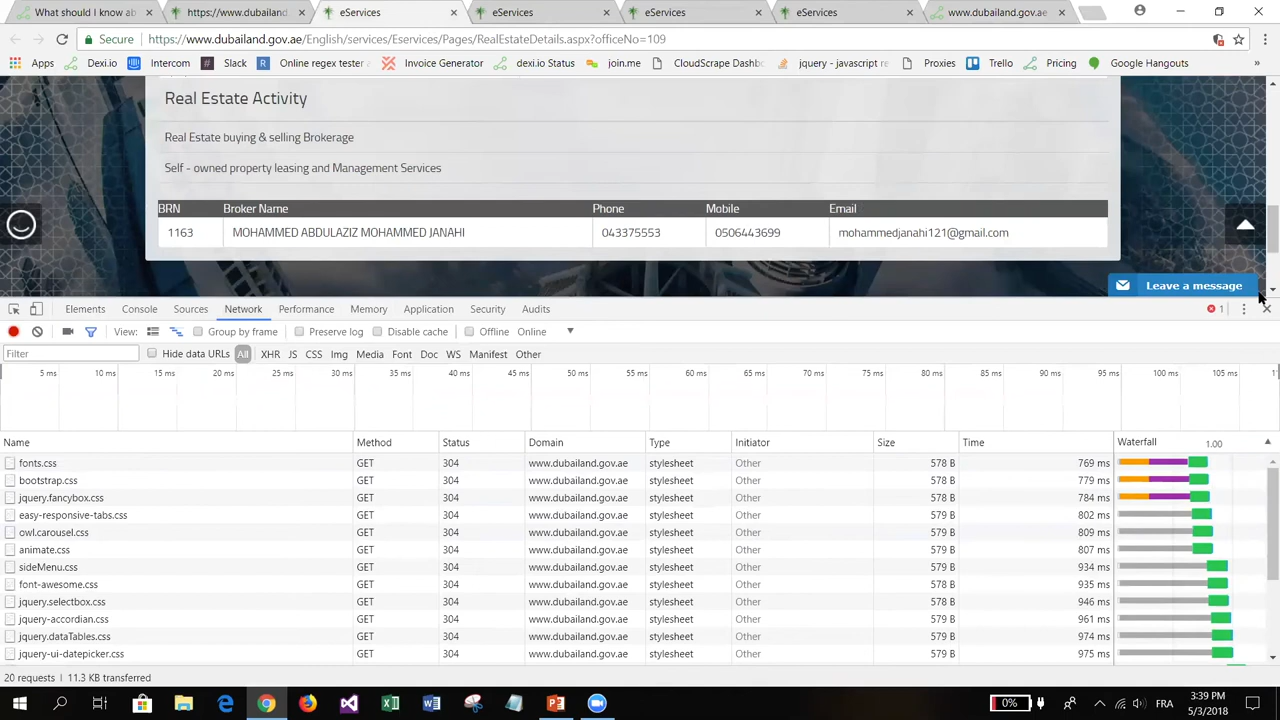 What should I know ab
https://www.dubailand
eServices
eServices
eServices
eServices
www.dubailand.gov.ae
Secure https://www.dubailand.gov.ae/English/services/Eservices/Pages/RealEstateDetails.aspx?officeNo=109
Apps Dexi.io Intercom Slack Online regex tester Invoice Generator dexi.io Status join.me CloudScrape Dashb jquery - javascript re Proxies Trello Pricing Google Hangouts »
Real Estate Activity
Real Estate buying & selling Brokerage
Self - owned property leasing and Management Services
BRN Broker Name Phone Mobile Email
1163 MOHAMMED ABDULAZIZ MOHAMMED JANAHI 043375553 0506443699 mohammedjanahi121@gmail.com
Leave a message
Elements Console Sources Network Performance Memory Application Security Audits 1
View: Group by frame Preserve log Disable cache Offline Online
Filter Hide data URLs All XHR JS CSS Img Media Font Doc WS Manifest Other
5 ms 10 ms 15 ms 20 ms 25 ms 30 ms 35 ms 40 ms 45 ms 50 ms 55 ms 60 ms 65 ms 70 ms 75 ms 80 ms 85 ms 90 ms 95 ms 100 ms 105 ms
Name Method Status Domain Type Initiator Size Time Waterfall 1.00
fonts.css GET 304 www.dubailand.gov.ae stylesheet Other 578 B 769 ms
bootstrap.css GET 304 www.dubailand.gov.ae stylesheet Other 578 B 779 ms
jquery.fancybox.css GET 304 www.dubailand.gov.ae stylesheet Other 578 B 784 ms
easy-responsive-tabs.css GET 304 www.dubailand.gov.ae stylesheet Other 579 B 802 ms
owl.carousel.css GET 304 www.dubailand.gov.ae stylesheet Other 579 B 809 ms
animate.css GET 304 www.dubailand.gov.ae stylesheet Other 579 B 807 ms
sideMenu.css GET 304 www.dubailand.gov.ae stylesheet Other 579 B 934 ms
font-awesome.css GET 304 www.dubailand.gov.ae stylesheet Other 578 B 935 ms
jquery.selectbox.css GET 304 www.dubailand.gov.ae stylesheet Other 578 B 946 ms
jquery-accordian.css GET 304 www.dubailand.gov.ae stylesheet Other 579 B 961 ms
jquery.dataTables.css GET 304 www.dubailand.gov.ae stylesheet Other 579 B 974 ms
jquery-ui-datepicker.css GET 304 www.dubailand.gov.ae stylesheet Other 579 B 975 ms
20 requests | 11.3 KB transferred
0% FRA 3:39 PM
5/3/2018